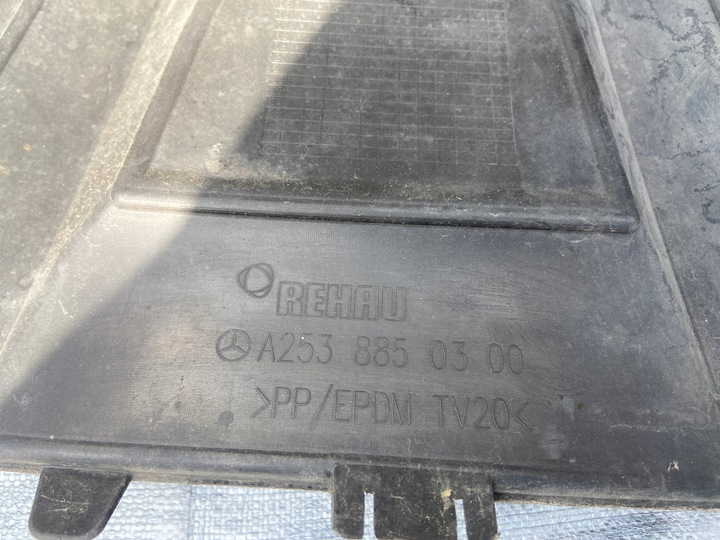 REHAU
A253 885 03 00
>PP/EPDM TV20<